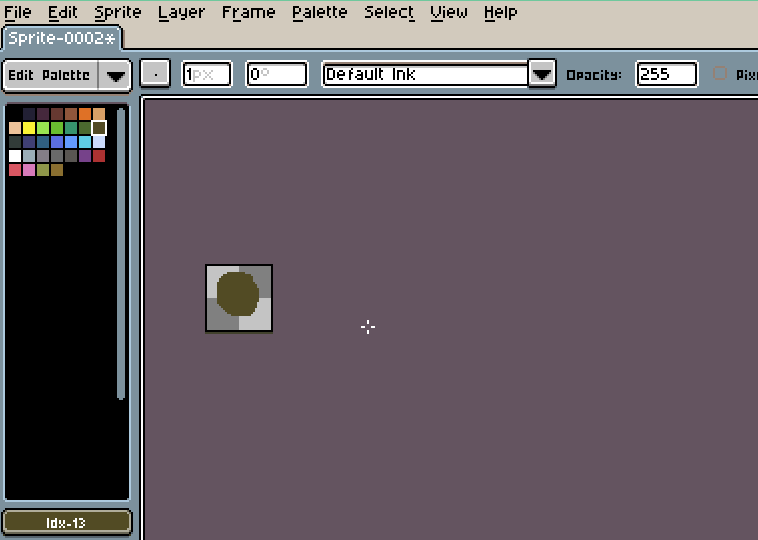 File Edit Sprite Layer Frame Palette Select View Help
Sprite-0002*
Edit Palette 1px 0° Default Ink Opacity: 255
Idx-13